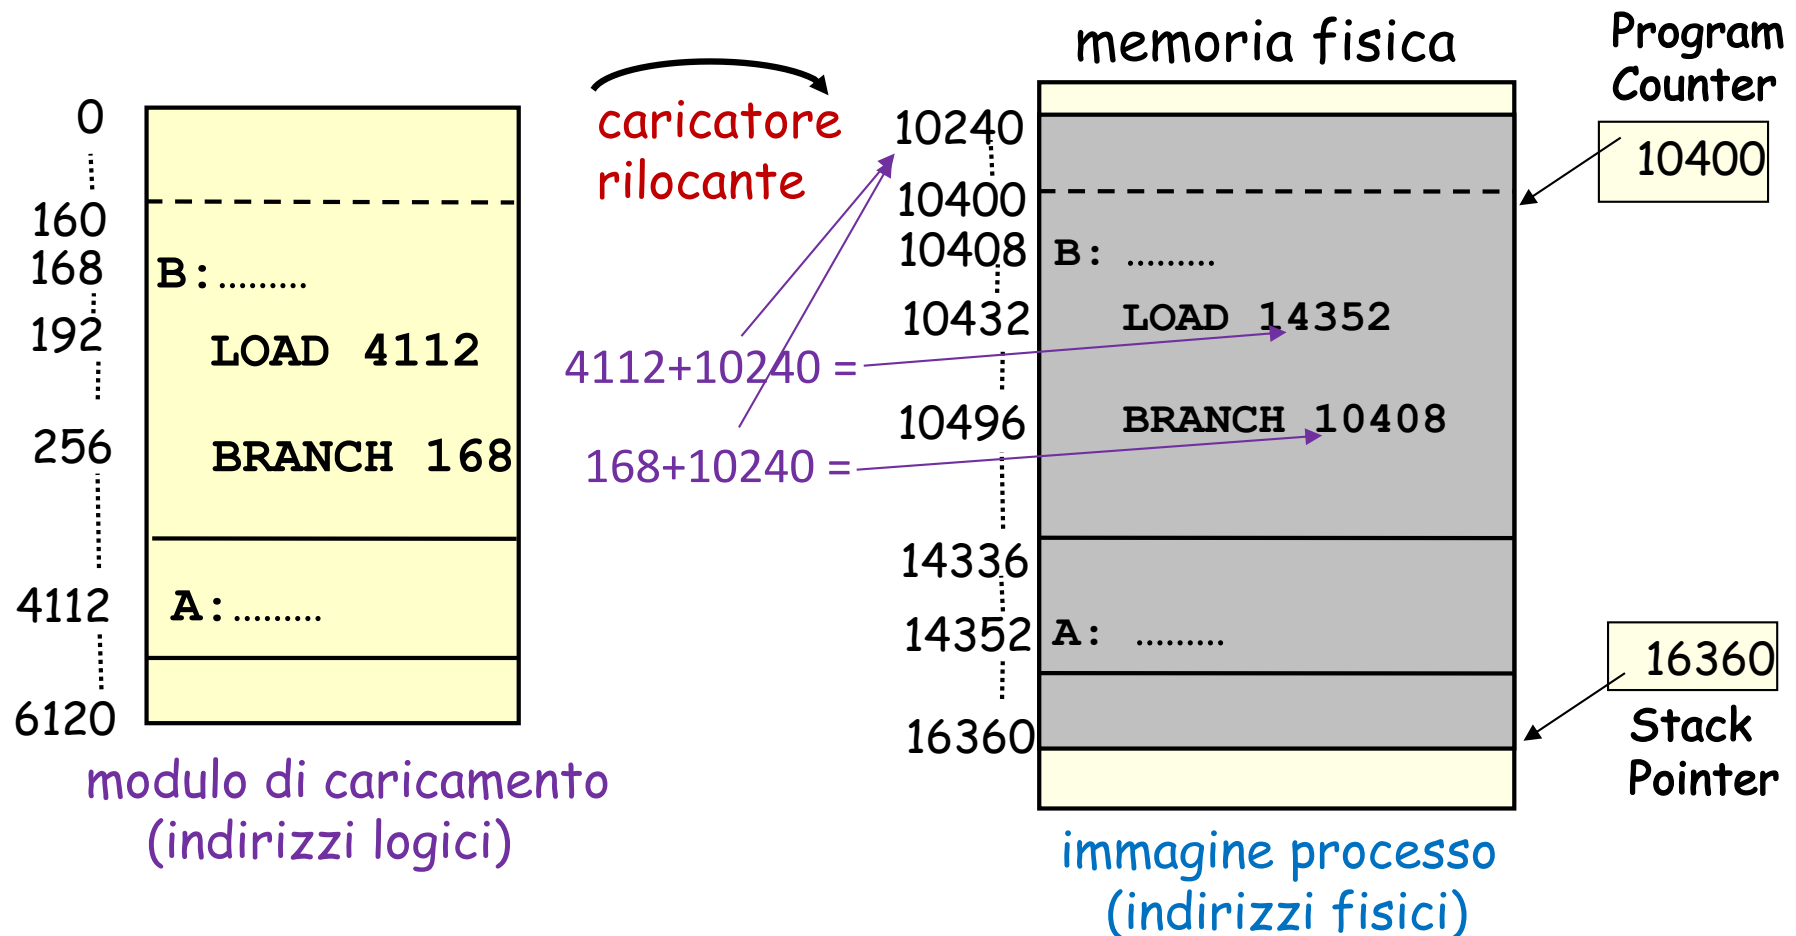 memoria fisica
Program
Counter
10400
caricatore
rilocante
0
160
168
192
256
4112
6120
B:.........
LOAD 4112
BRANCH 168
A:.........
modulo di caricamento
(indirizzi logici)
4112+10240 =
168+10240 =
10240
10400
10408
10432
10496
14336
14352
16360
B: .........
LOAD 14352
BRANCH 10408
A: .........
immagine processo
(indirizzi fisici)
16360
Stack
Pointer